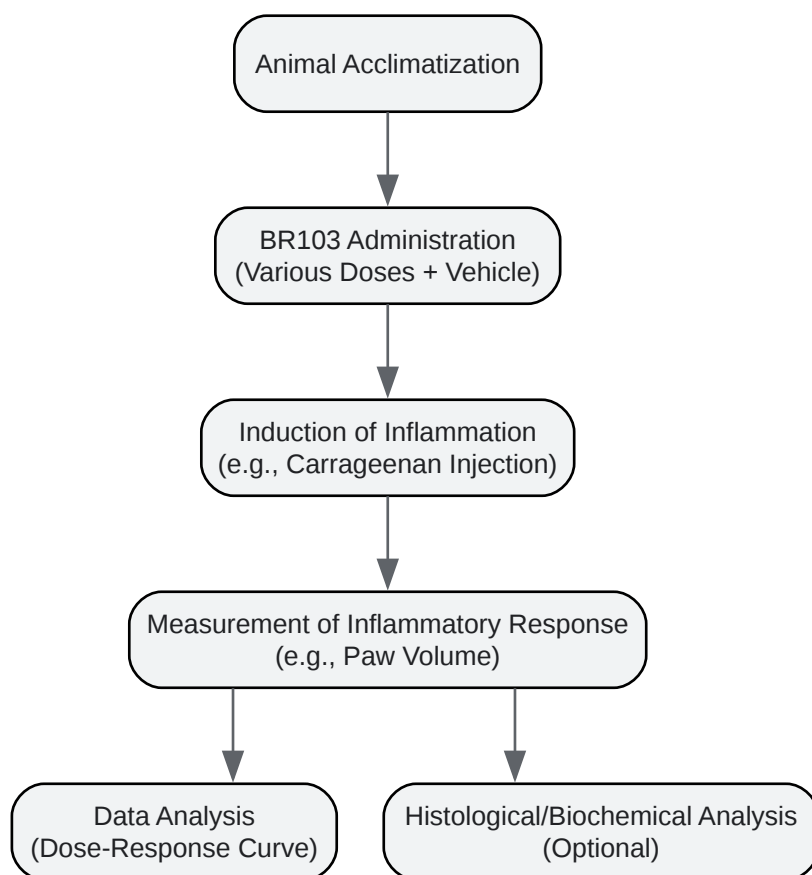 Animal Acclimatization
BR103 Administration
(Various Doses + Vehicle)
Induction of Inflammation
(e.g., Carrageenan Injection)
Measurement of Inflammatory Response
(e.g., Paw Volume)
Data Analysis
(Dose-Response Curve)
Histological/Biochemical Analysis
(Optional)